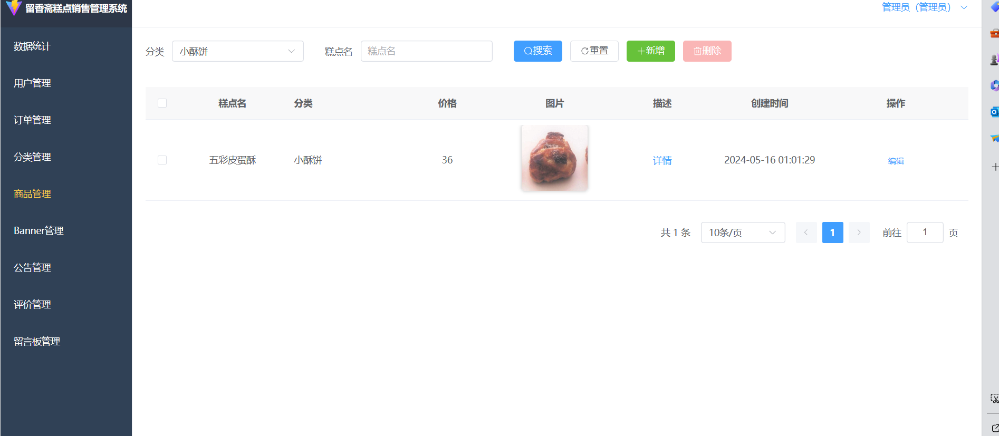 留香斋糕点销售管理系统
管理员（管理员）
数据统计
用户管理
订单管理
分类管理
商品管理
Banner管理
公告管理
评价管理
留言板管理
分类 小酥饼 糕点名 糕点名 搜索 重置 新增 删除
糕点名 分类 价格 图片 描述 创建时间 操作
五彩皮蛋酥 小酥饼 36 详情 2024-05-16 01:01:29 编辑
共 1 条 10条/页 1 前往 1 页